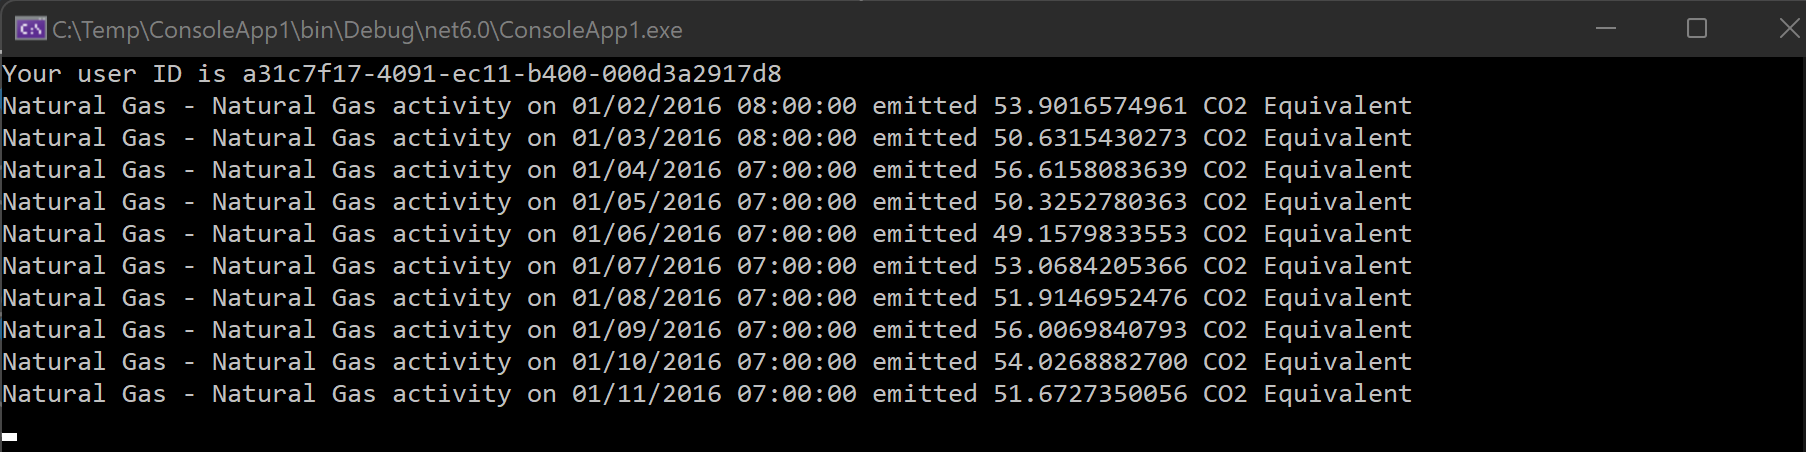 C:\Temp\ConsoleApp1\bin\Debug\net6.0\ConsoleApp1.exe
Your user ID is a31c7f17-4091-ec11-b400-000d3a2917d8
Natural Gas - Natural Gas activity on 01/02/2016 08:00:00 emitted 53.9016574961 CO2 Equivalent
Natural Gas - Natural Gas activity on 01/03/2016 08:00:00 emitted 50.6315430273 CO2 Equivalent
Natural Gas - Natural Gas activity on 01/04/2016 07:00:00 emitted 56.6158083639 CO2 Equivalent
Natural Gas - Natural Gas activity on 01/05/2016 07:00:00 emitted 50.3252780363 CO2 Equivalent
Natural Gas - Natural Gas activity on 01/06/2016 07:00:00 emitted 49.1579833553 CO2 Equivalent
Natural Gas - Natural Gas activity on 01/07/2016 07:00:00 emitted 53.0684205366 CO2 Equivalent
Natural Gas - Natural Gas activity on 01/08/2016 07:00:00 emitted 51.9146952476 CO2 Equivalent
Natural Gas - Natural Gas activity on 01/09/2016 07:00:00 emitted 56.0069840793 CO2 Equivalent
Natural Gas - Natural Gas activity on 01/10/2016 07:00:00 emitted 54.0268882700 CO2 Equivalent
Natural Gas - Natural Gas activity on 01/11/2016 07:00:00 emitted 51.6727350056 CO2 Equivalent